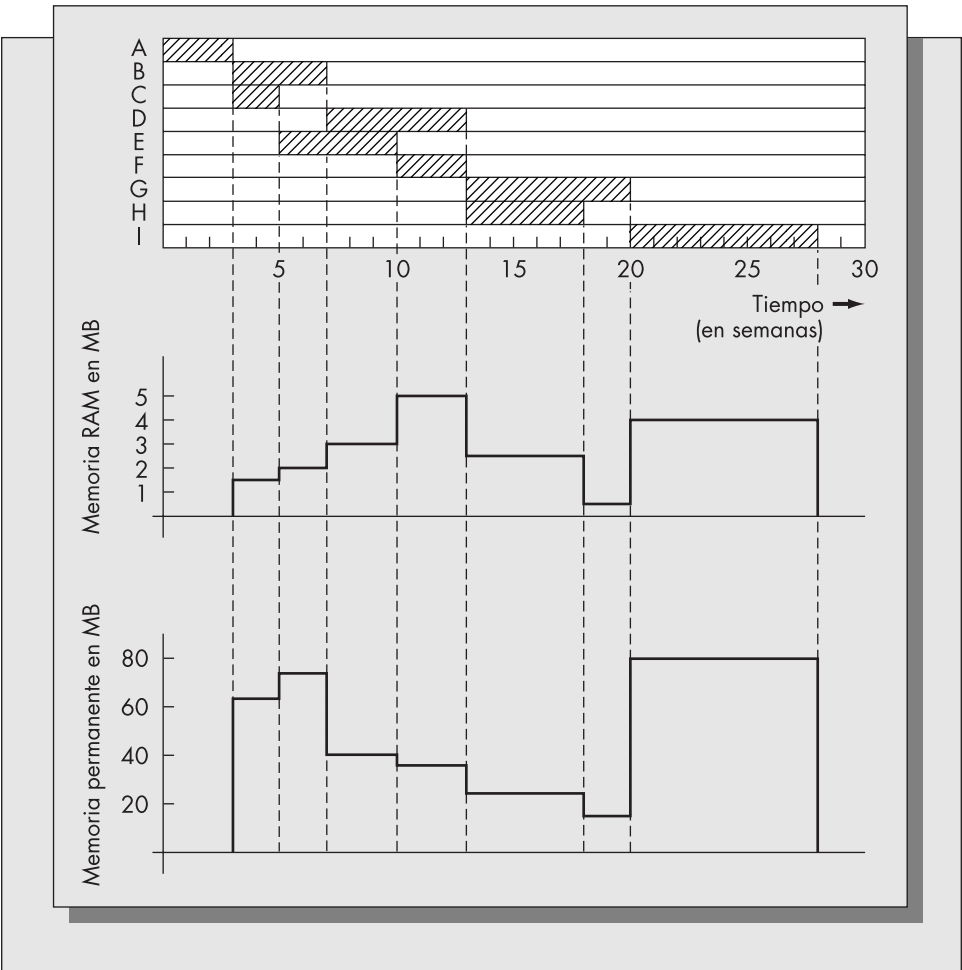 A
B
C
D
E
F
G
H
I
5 10 15 20 25 30
Tiempo
(en semanas)
Memoria RAM en MB
5
4
3
2
1
Memoria permanente en MB
80
60
40
20